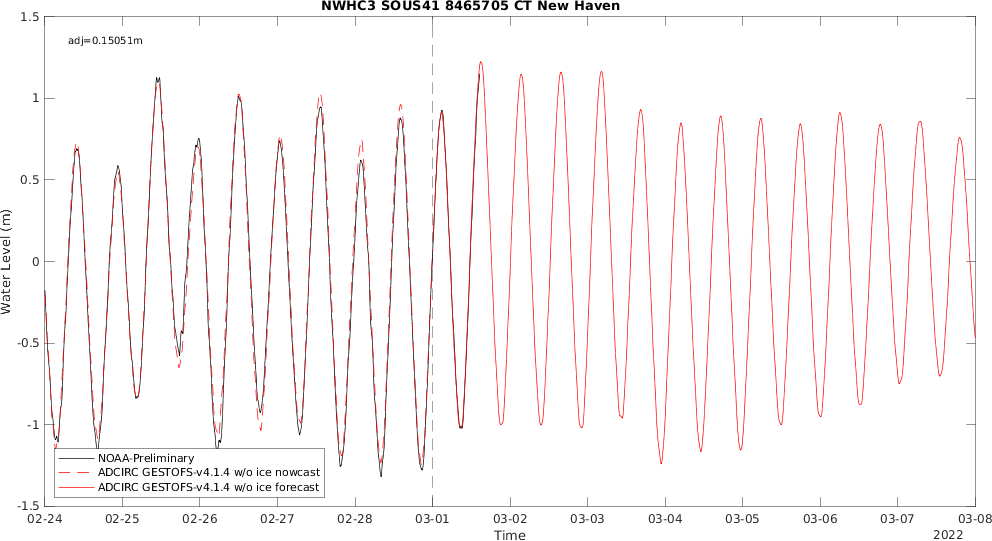 NWHC3 SOUS41 8465705 CT New Haven
1.5
adj=0.15051m
1
0.5
0
-0.5
-1
-1.5
Water Level (m)
NOAA-Preliminary
ADCIRC GESTOFS-v4.1.4 w/o ice nowcast
ADCIRC GESTOFS-v4.1.4 w/o ice forecast
02-24 02-25 02-26 02-27 02-28 03-01 03-02 03-03 03-04 03-05 03-06 03-07 03-08
Time
2022